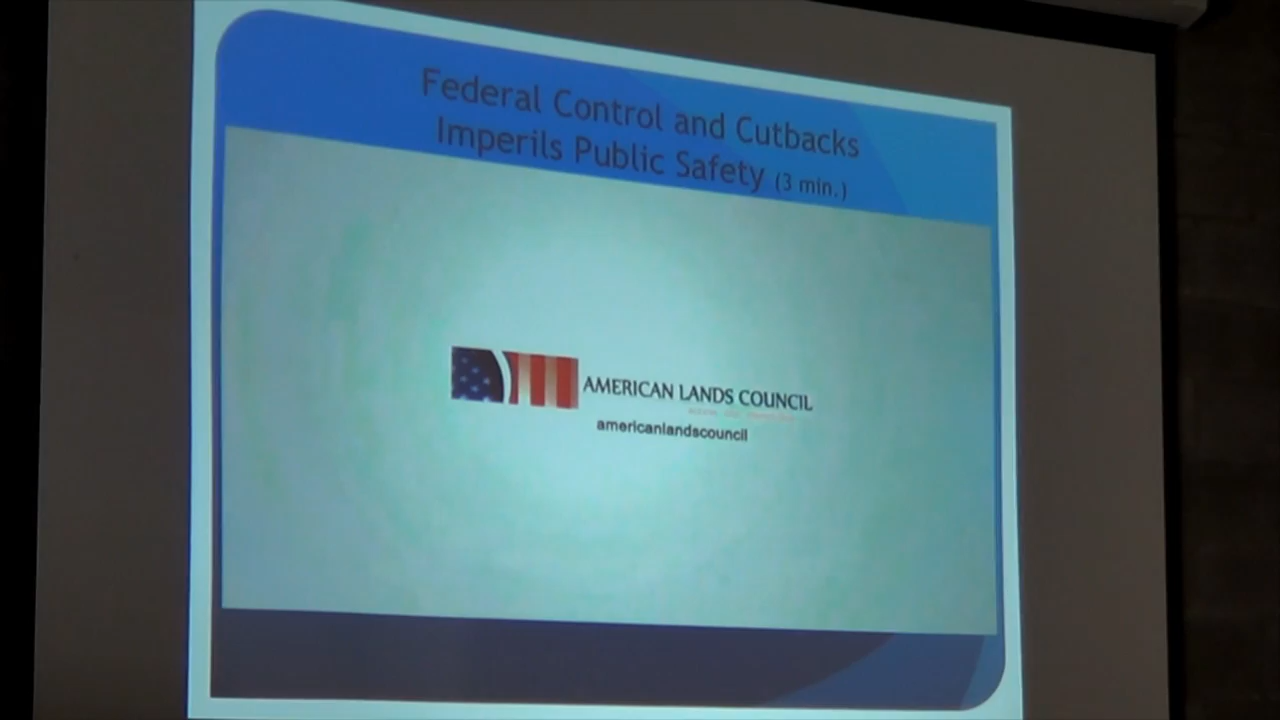 Federal Control and Cutbacks
Imperils Public Safety (3 min.)
AMERICAN LANDS COUNCIL
americanlandscouncil